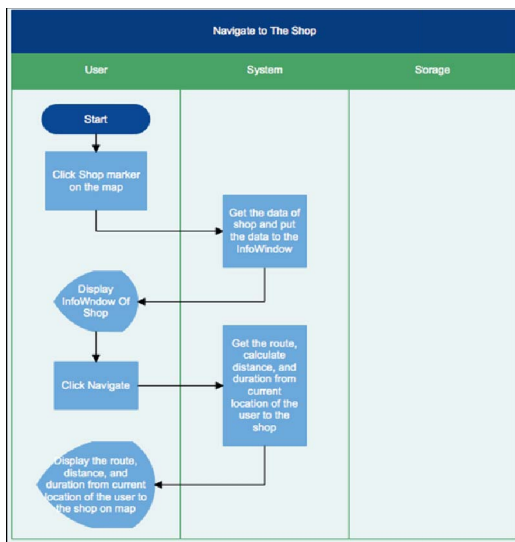 Navigate to The Shop
User
System
Sorage
Start
Click Shop marker
on the map
Get the data of
shop and put
the data to the
InfoWindow
Display
InfoWndow Of
Shop
Click Navigate
Get the route,
calculate
distance, and
duration from
current
location of the
user to the
shop
Display the route,
distance, and
duration from current
location of the user to
the shop on map